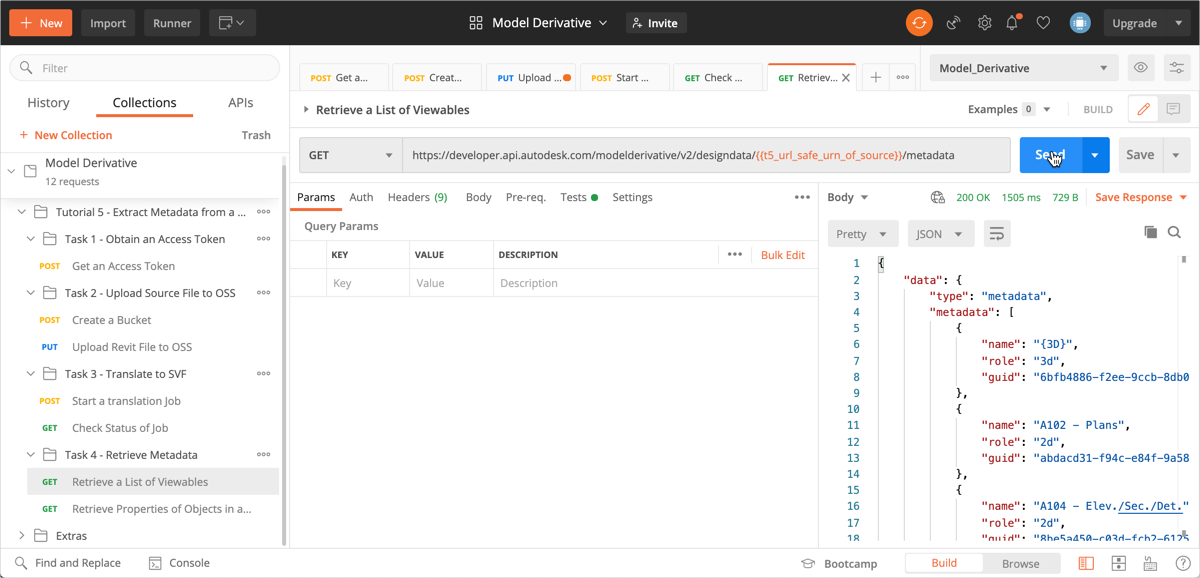 New
Import
Runner
Model Derivative
Invite
Upgrade
Filter
History
Collections
APIs
+ New Collection
Trash
Model Derivative
12 requests
Tutorial 5 - Extract Metadata from a ...
Task 1 - Obtain an Access Token
POST Get an Access Token
Task 2 - Upload Source File to OSS
POST Create a Bucket
PUT Upload Revit File to OSS
Task 3 - Translate to SVF
POST Start a translation Job
GET Check Status of Job
Task 4 - Retrieve Metadata
GET Retrieve a List of Viewables
GET Retrieve Properties of Objects in a...
Extras
POST Get a...
POST Creat...
PUT Upload ...
POST Start ...
GET Check ...
GET Retriev...
Model_Derivative
Retrieve a List of Viewables
Examples 0
BUILD
GET
https://developer.api.autodesk.com/modelderivative/v2/designdata/{{t5_url_safe_urn_of_source}}/metadata
Send
Save
Params
Auth
Headers (9)
Body
Pre-req.
Tests
Settings
Query Params
KEY
VALUE
DESCRIPTION
Bulk Edit
Key
Value
Description
Body
200 OK
1505 ms
729 B
Save Response
Pretty
JSON
1 {
2 "data": {
3 "type": "metadata",
4 "metadata": [
5 {
6 "name": "{3D}",
7 "role": "3d",
8 "guid": "6bfb4886-f2ee-9ccb-8db0
9 },
10 {
11 "name": "A102 - Plans",
12 "role": "2d",
13 "guid": "abdacd31-f94c-e84f-9a58
14 },
15 {
16 "name": "A104 - Elev./Sec./Det."
17 "role": "2d",
18 "guid": "8be5a450-c03d-fcb2-6125
Find and Replace
Console
Bootcamp
Build
Browse